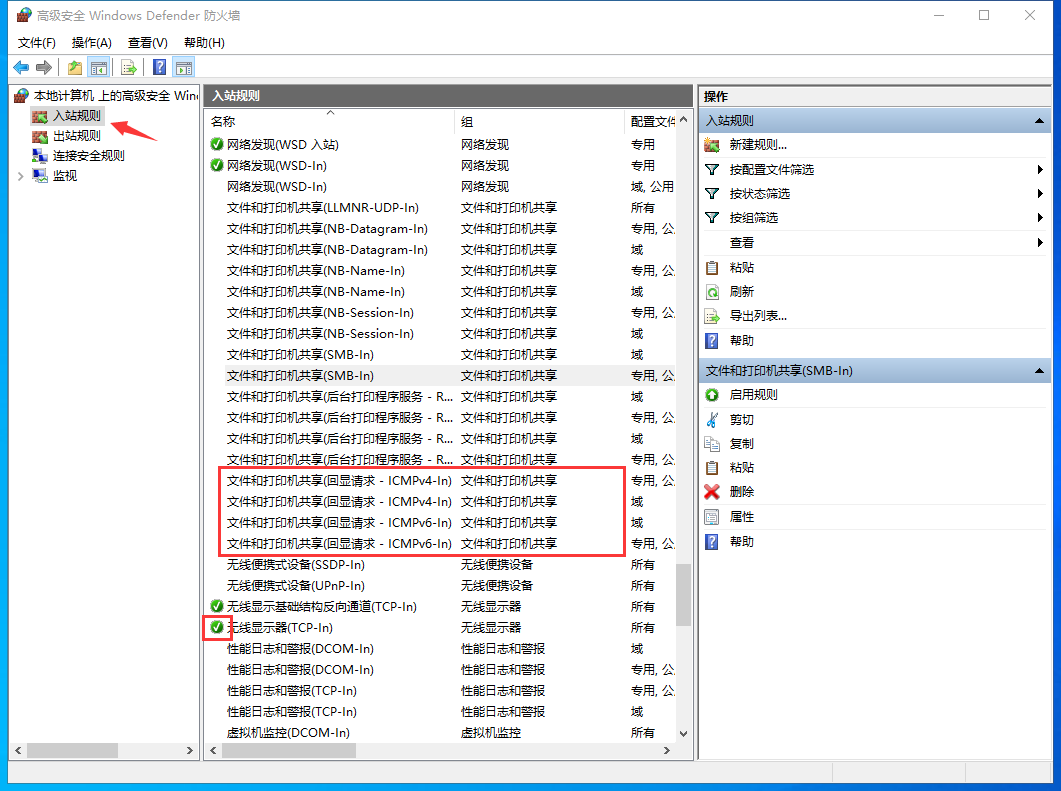 高级安全 Windows Defender 防火墙
文件(F) 操作(A) 查看(V) 帮助(H)
本地计算机 上的高级安全 Win
入站规则
出站规则
连接安全规则
监视
入站规则
名称 组 配置文件
网络发现(WSD 入站) 网络发现 专用
网络发现(WSD-In) 网络发现 专用
网络发现(WSD-In) 网络发现 域, 公用
文件和打印机共享(LLMNR-UDP-In) 文件和打印机共享 所有
文件和打印机共享(NB-Datagram-In) 文件和打印机共享 专用, 公
文件和打印机共享(NB-Datagram-In) 文件和打印机共享 域
文件和打印机共享(NB-Name-In) 文件和打印机共享 专用, 公
文件和打印机共享(NB-Name-In) 文件和打印机共享 域
文件和打印机共享(NB-Session-In) 文件和打印机共享 专用, 公
文件和打印机共享(NB-Session-In) 文件和打印机共享 域
文件和打印机共享(SMB-In) 文件和打印机共享 域
文件和打印机共享(SMB-In) 文件和打印机共享 专用, 公
文件和打印机共享(后台打印程序服务 - R... 文件和打印机共享 域
文件和打印机共享(后台打印程序服务 - R... 文件和打印机共享 专用, 公
文件和打印机共享(后台打印程序服务 - R... 文件和打印机共享 域
文件和打印机共享(后台打印程序服务 - R... 文件和打印机共享 专用, 公
文件和打印机共享(回显请求 - ICMPv4-In) 文件和打印机共享 专用, 公
文件和打印机共享(回显请求 - ICMPv4-In) 文件和打印机共享 域
文件和打印机共享(回显请求 - ICMPv6-In) 文件和打印机共享 域
文件和打印机共享(回显请求 - ICMPv6-In) 文件和打印机共享 专用, 公
无线便携式设备(SSDP-In) 无线便携设备 所有
无线便携式设备(UPnP-In) 无线便携设备 所有
无线显示基础结构反向通道(TCP-In) 无线显示器 所有
无线显示器(TCP-In) 无线显示器 所有
性能日志和警报(DCOM-In) 性能日志和警报 域
性能日志和警报(DCOM-In) 性能日志和警报 专用, 公
性能日志和警报(TCP-In) 性能日志和警报 专用, 公
性能日志和警报(TCP-In) 性能日志和警报 域
虚拟机监控(DCOM-In) 虚拟机监控 所有
操作
入站规则
新建规则...
按配置文件筛选
按状态筛选
按组筛选
查看
粘贴
刷新
导出列表...
帮助
文件和打印机共享(SMB-In)
启用规则
剪切
复制
粘贴
删除
属性
帮助